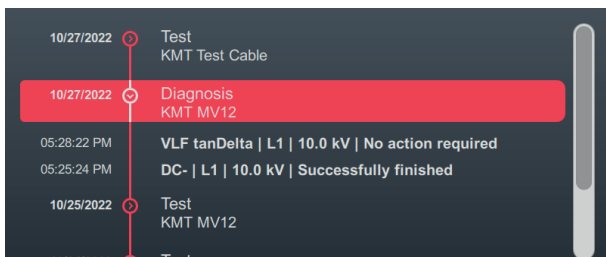 10/27/2022 Test
KMT Test Cable
10/27/2022 Diagnosis
KMT MV12
05:28:22 PM VLF tanDelta | L1 | 10.0 kV | No action required
05:25:24 PM DC- | L1 | 10.0 kV | Successfully finished
10/25/2022 Test
KMT MV12